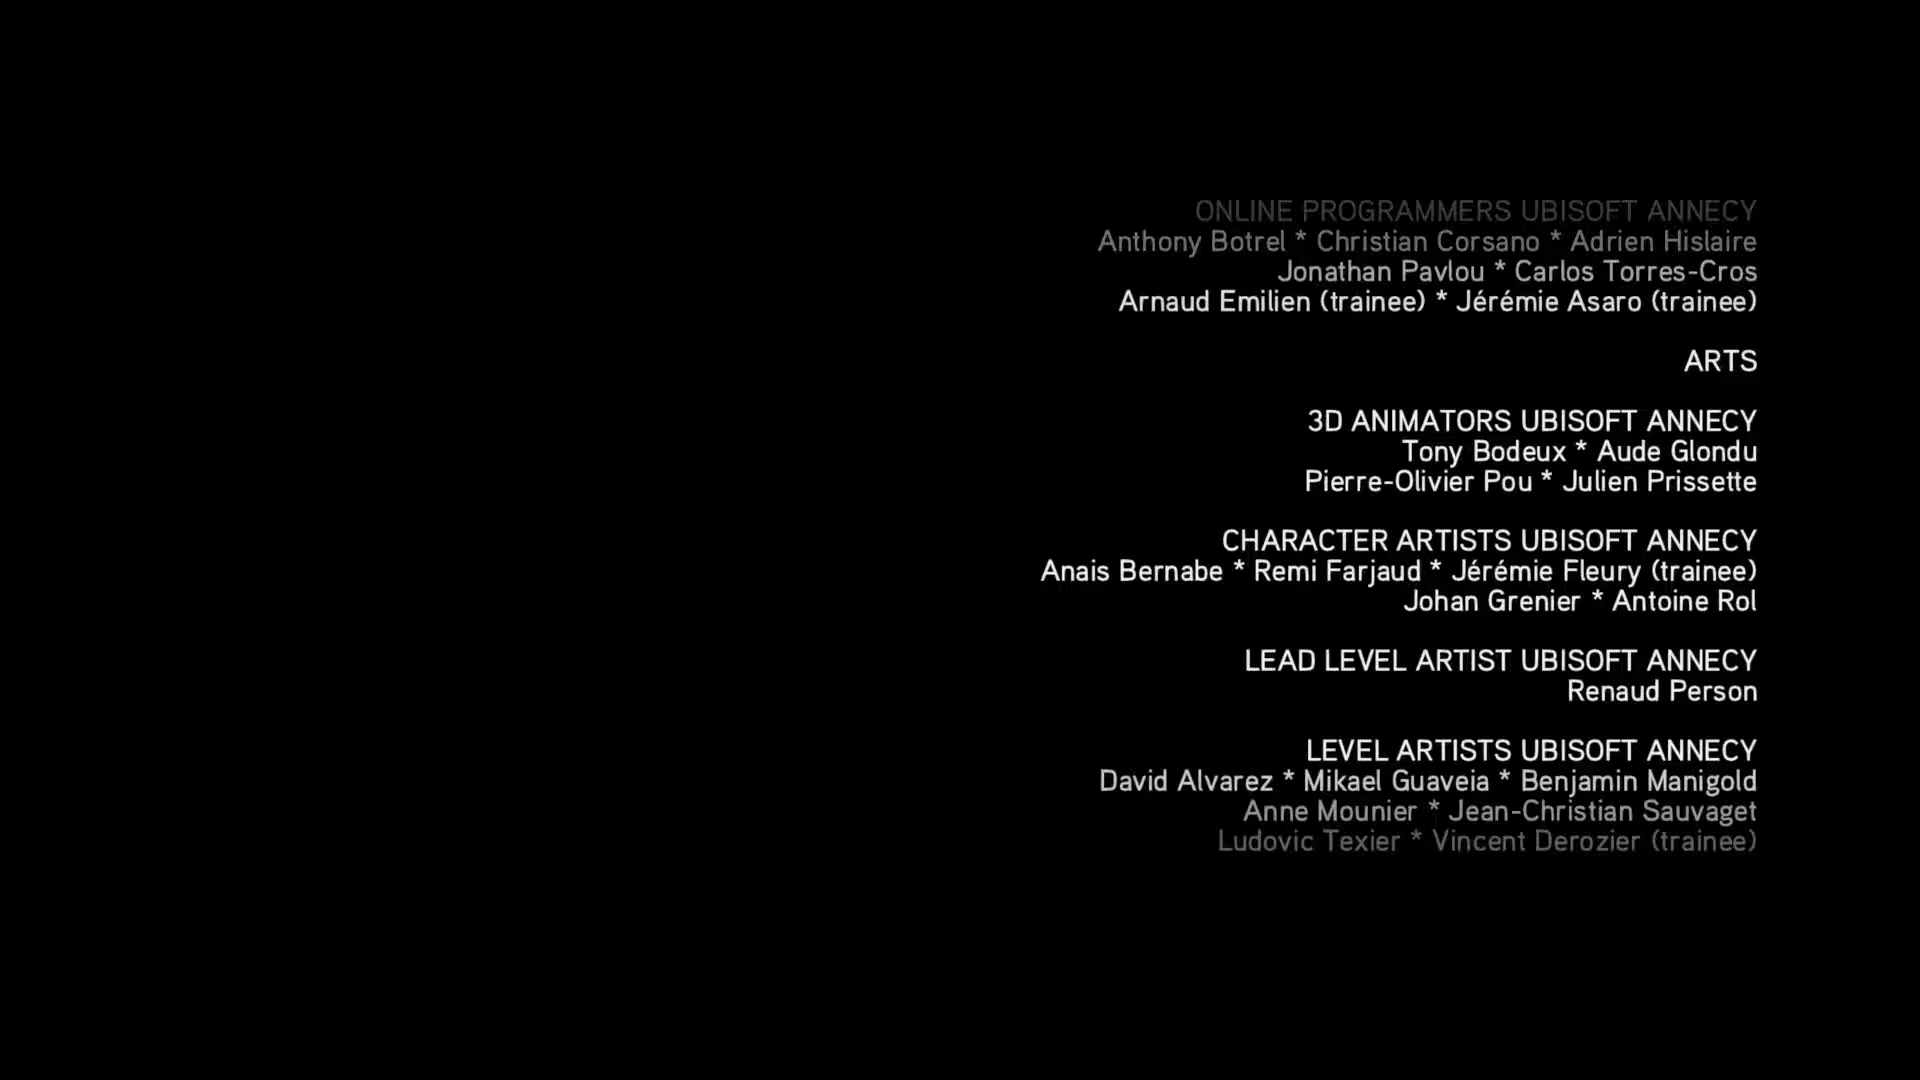 ONLINE PROGRAMMERS UBISOFT ANNECY
Anthony Botrel * Christian Corsano * Adrien Hislaire
Jonathan Pavlou * Carlos Torres-Cros
Arnaud Emilien (trainee) * Jérémie Asaro (trainee)
ARTS
3D ANIMATORS UBISOFT ANNECY
Tony Bodeux * Aude Glondu
Pierre-Olivier Pou * Julien Prissette
CHARACTER ARTISTS UBISOFT ANNECY
Anais Bernabe * Remi Farjaud * Jérémie Fleury (trainee)
Johan Grenier * Antoine Rol
LEAD LEVEL ARTIST UBISOFT ANNECY
Renaud Person
LEVEL ARTISTS UBISOFT ANNECY
David Alvarez * Mikael Guaveia * Benjamin Manigold
Anne Mounier * Jean-Christian Sauvaget
Ludovic Texier * Vincent Derozier (trainee)